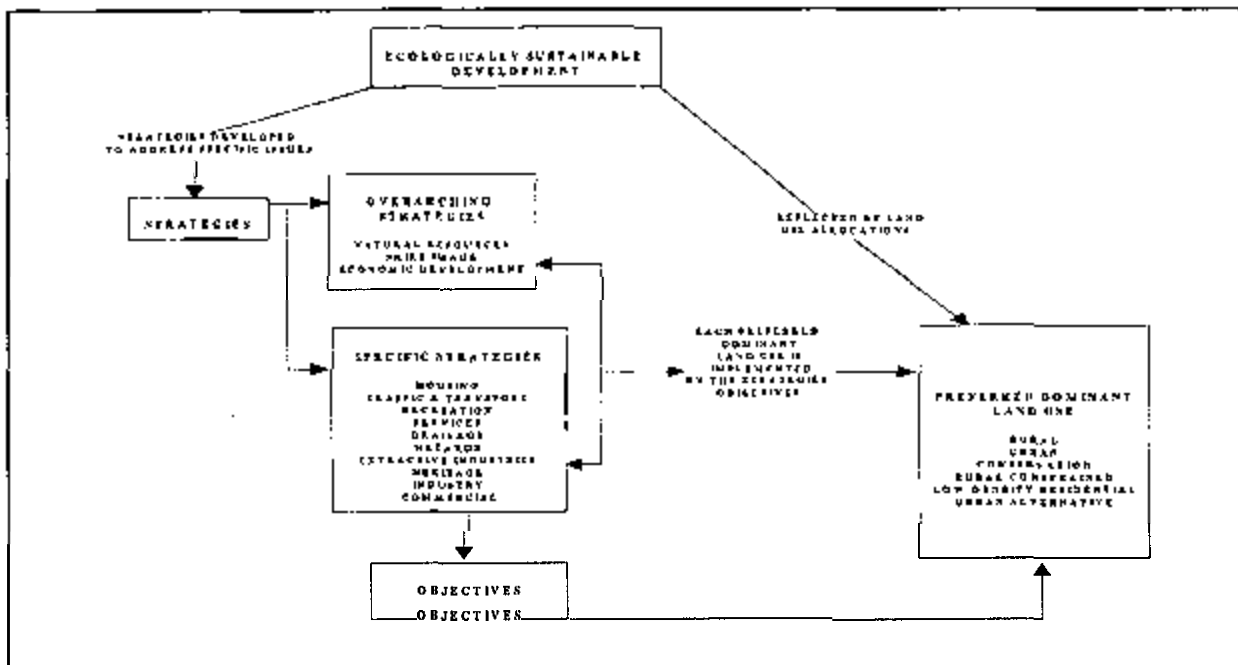 ECOLOGICALLY SUSTAINABLE
DEVELOPMENT
STRATEGIES DEVELOPED
TO ADDRESS SPECIFIC ISSUES
STRATEGIES
OVERARCHING
STRATEGIES
NATURAL RESOURCES
SHIRE IMAGE
ECONOMIC DEVELOPMENT
REFLECTED BY LAND
USE ALLOCATIONS
SPECIFIC STRATEGIES
HOUSING
TRAFFIC & TRANSPORT
RECREATION
SERVICES
DRAINAGE
HAZARDS
EXTRACTIVE INDUSTRIES
HERITAGE
INDUSTRY
COMMERCIAL
EACH PREFERRED
DOMINANT
LAND USE IS
IMPLEMENTED
BY THE STRATEGIES
OBJECTIVES
PREFERRED DOMINANT
LAND USE
RURAL
URBAN
CONSERVATION
RURAL CONSTRAINED
LOW DENSITY RESIDENTIAL
URBAN ALTERNATIVE
OBJECTIVES
OBJECTIVES